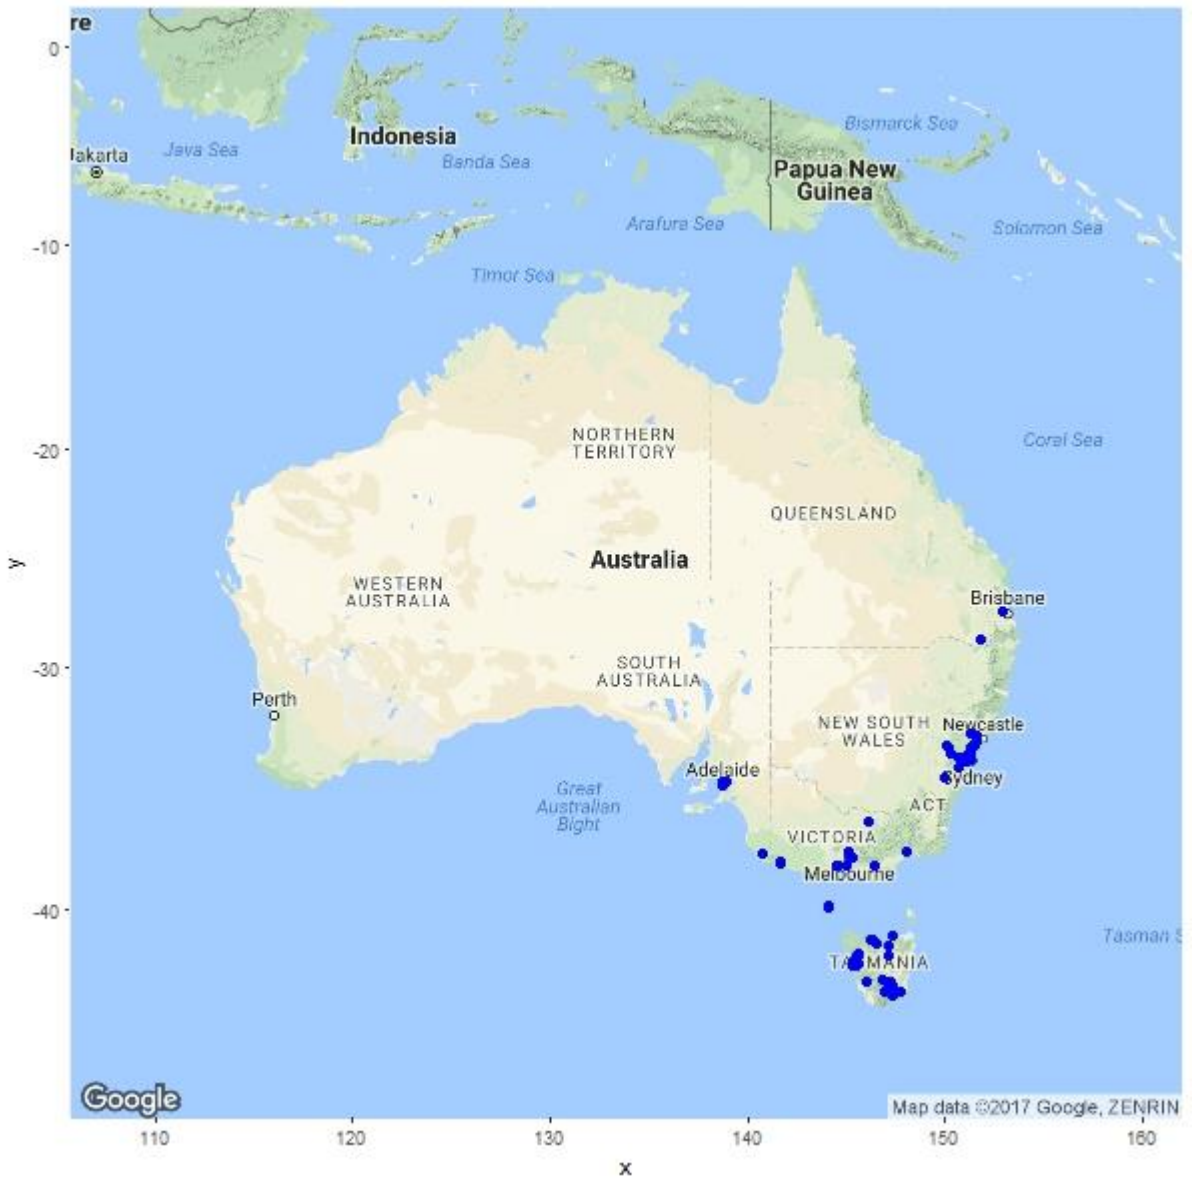 re
0
Bismarck Sea
Indonesia
Jakarta
Java Sea
Banda Sea
Papua New
Guinea
Arafura Sea
Solomon Sea
-10
Timor Sea
NORTHERN
TERRITORY
Coral Sea
-20
QUEENSLAND
y
Australia
WESTERN
AUSTRALIA
Brisbane
SOUTH
AUSTRALIA
-30
Perth
NEW SOUTH
WALES
Newcastle
Adelaide
Sydney
Great
Australian
Bight
ACT
VICTORIA
Melbourne
-40
Tasman S
TASMANIA
Google
Map data ©2017 Google, ZENRIN
110
120
130
140
150
160
x